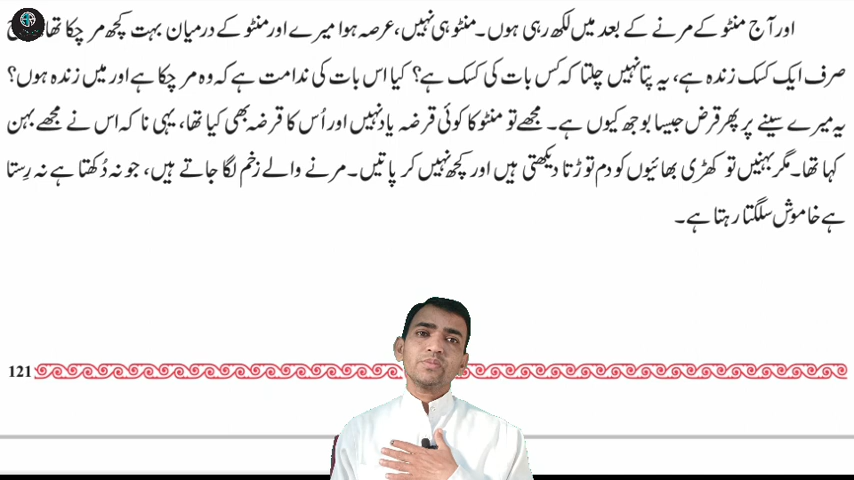 اور آج منٹو کے مرنے کے بعد میں لکھ رہی ہوں۔ منٹو ہی نہیں، عرصہ ہوا میرے اور منٹو کے درمیان بہت کچھ مر چکا تھا۔
صرف ایک کسک زندہ ہے، یہ پتا نہیں چلتا کہ کس بات کی کسک ہے؟ کیا اس بات کی ندامت ہے کہ وہ مر چکا ہے اور میں زندہ ہوں؟
یہ میرے سینے پر پھر قرض جیسا بوجھ کیوں ہے۔ مجھے تو منٹو کا کوئی قرضہ یاد نہیں اور اُس کا قرضہ بھی کیا تھا، یہی نا کہ اس نے مجھے بہن
کہا تھا۔ مگر بہنیں تو کھڑی بھائیوں کو دم توڑتا دیکھتی ہیں اور کچھ نہیں کر پاتیں۔ مرنے والے زخم لگا جاتے ہیں، جو نہ دُکھتا ہے نہ رِستا
ہے خاموش سلگتا رہتا ہے۔
121